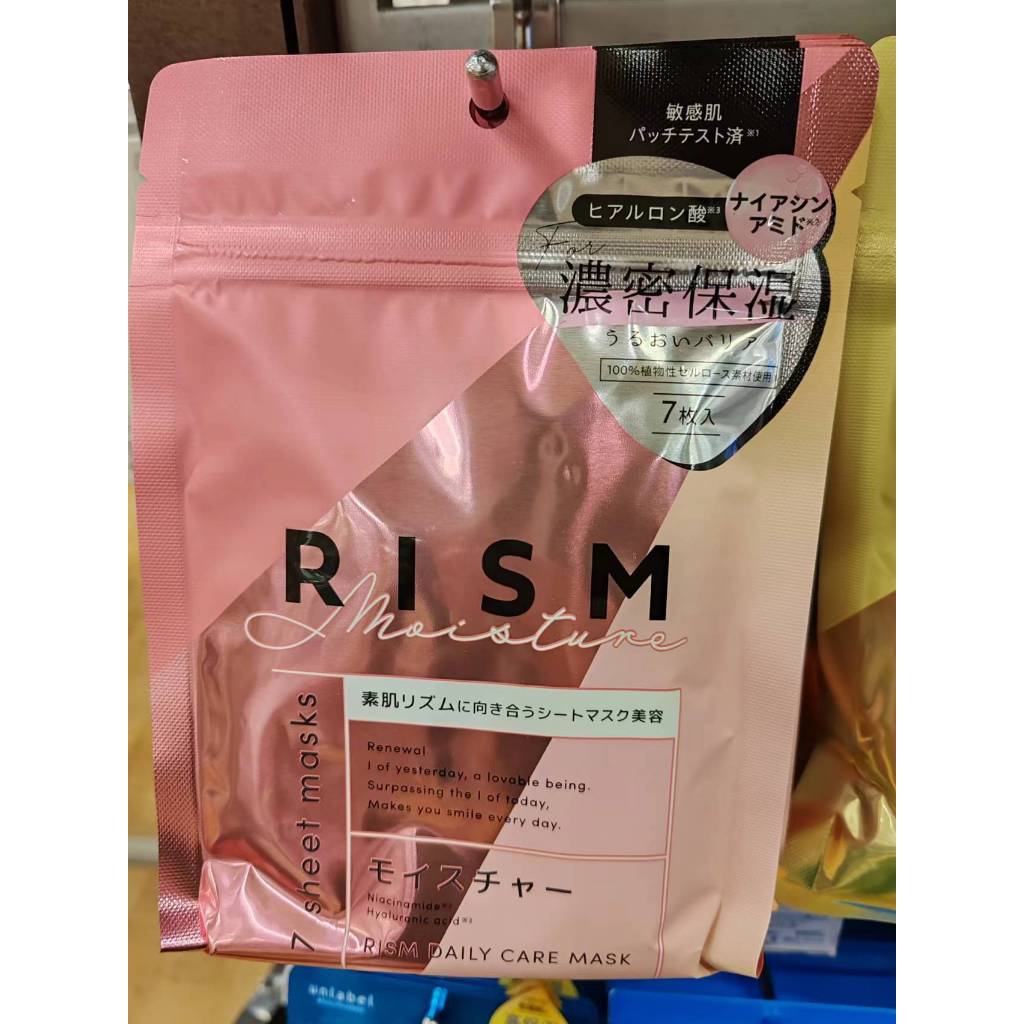 敏感肌
パッチテスト済※1
ヒアルロン酸※3
ナイアシン
アミド※2
For
濃密保湿
うるおいバリア
100%植物性セルロース素材使用
7枚入
RISM
Moisture
7 sheet masks
素肌リズムに向き合うシートマスク美容
Renewal
I of yesterday, a lovable being.
Surpassing the I of today,
Makes you smile every day.
モイスチャー
Niacinamide※2
Hyaluronic acid※3
RISM DAILY CARE MASK
unlabel